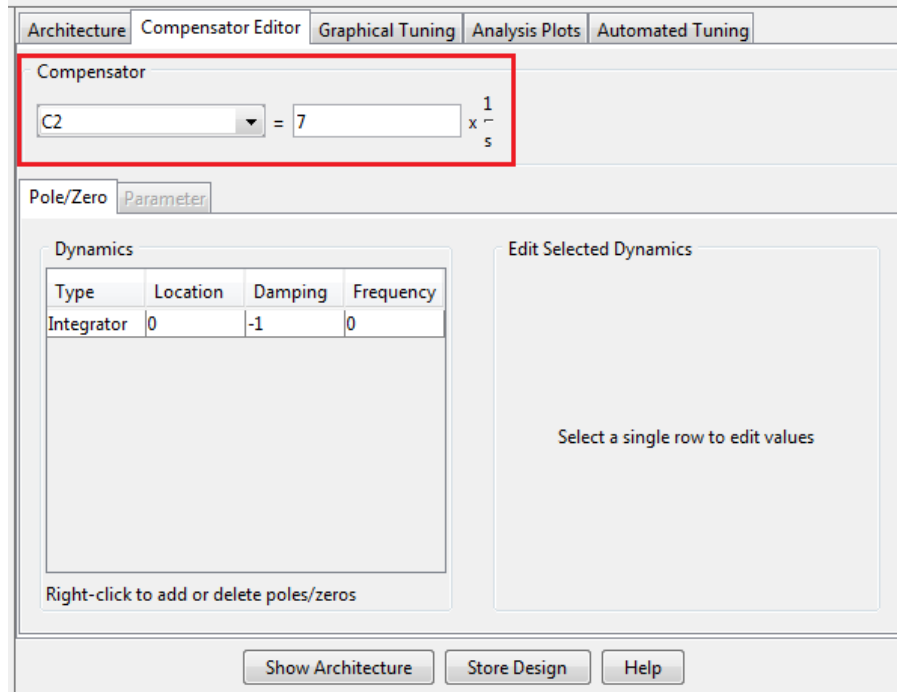 Architecture Compensator Editor Graphical Tuning Analysis Plots Automated Tuning
Compensator
C2 = 7 x 1
s
Pole/Zero Parameter
Dynamics
Type Location Damping Frequency
Integrator 0 -1 0
Right-click to add or delete poles/zeros
Edit Selected Dynamics
Select a single row to edit values
Show Architecture Store Design Help